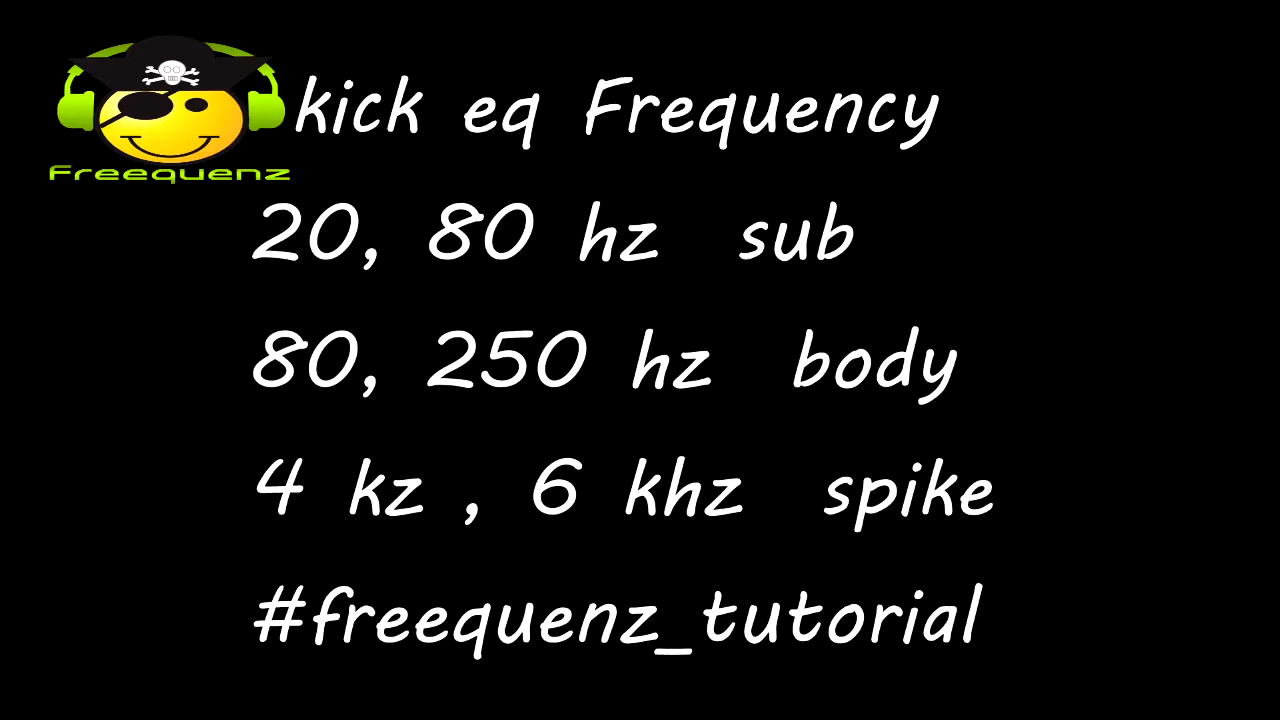 kick eq Frequency
Freequenz
20, 80 hz sub
80, 250 hz body
4 kz , 6 khz spike
#freequenz_tutorial